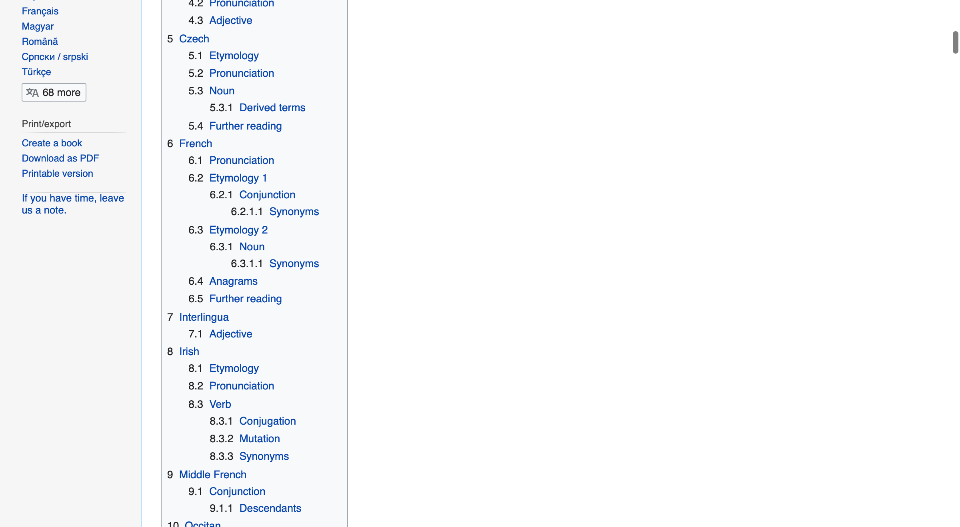 Français
Magyar
Română
Српски / srpski
Türkçe
68 more
Print/export
Create a book
Download as PDF
Printable version
If you have time, leave
us a note.
4.2 Pronunciation
4.3 Adjective
5 Czech
5.1 Etymology
5.2 Pronunciation
5.3 Noun
5.3.1 Derived terms
5.4 Further reading
6 French
6.1 Pronunciation
6.2 Etymology 1
6.2.1 Conjunction
6.2.1.1 Synonyms
6.3 Etymology 2
6.3.1 Noun
6.3.1.1 Synonyms
6.4 Anagrams
6.5 Further reading
7 Interlingua
7.1 Adjective
8 Irish
8.1 Etymology
8.2 Pronunciation
8.3 Verb
8.3.1 Conjugation
8.3.2 Mutation
8.3.3 Synonyms
9 Middle French
9.1 Conjunction
9.1.1 Descendants
10 Occitan